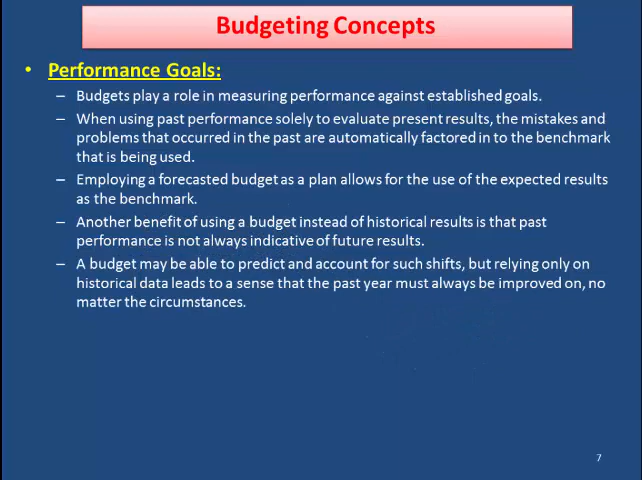 Budgeting Concepts
• Performance Goals:
– Budgets play a role in measuring performance against established goals.
– When using past performance solely to evaluate present results, the mistakes and
problems that occurred in the past are automatically factored in to the benchmark
that is being used.
– Employing a forecasted budget as a plan allows for the use of the expected results
as the benchmark.
– Another benefit of using a budget instead of historical results is that past
performance is not always indicative of future results.
– A budget may be able to predict and account for such shifts, but relying only on
historical data leads to a sense that the past year must always be improved on, no
matter the circumstances.
7